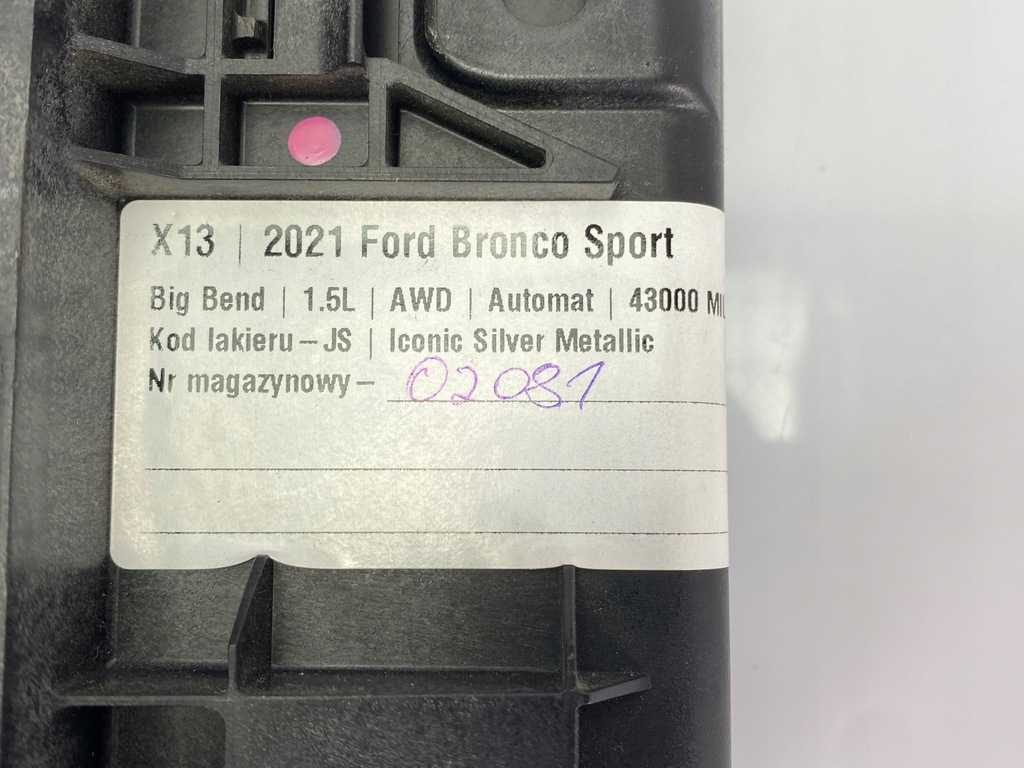 X13 | 2021 Ford Bronco Sport
Big Bend | 1.5L | AWD | Automat | 43000
Kod lakieru – JS | Iconic Silver Metallic
Nr magazynowy – 02081